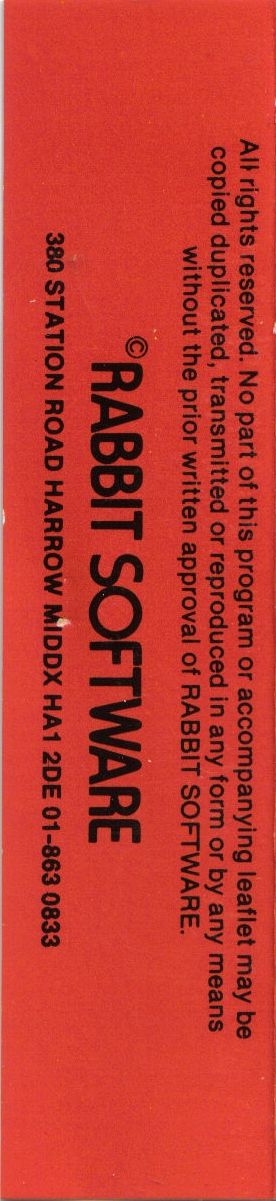 All rights reserved. No part of this program or accompanying leaflet may be
copied duplicated, transmitted or reproduced in any form or by any means
without the prior written approval of RABBIT SOFTWARE.
© RABBIT SOFTWARE
380 STATION ROAD HARROW MIDDX HA1 2DE 01-863 0833